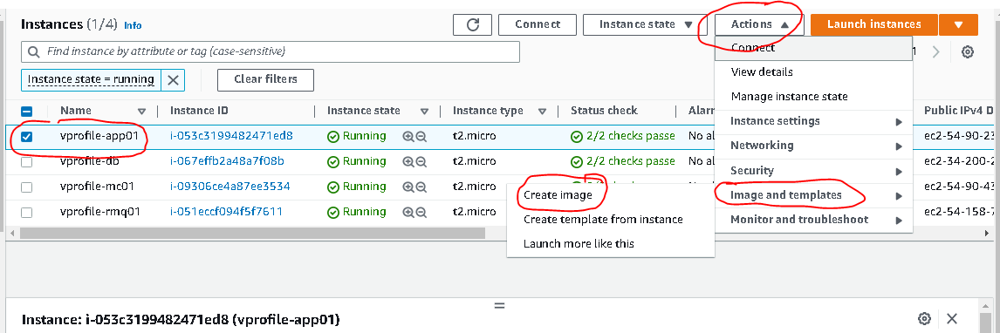 Instances (1/4) Info Connect Instance state Actions Launch instances
Find instance by attribute or tag (case-sensitive) 1
Instance state = running Clear filters
Connect
View details
Manage instance state
Instance settings
Networking
Security
Image and templates
Monitor and troubleshoot
Create image
Create template from instance
Launch more like this
Name Instance ID Instance state Instance type Status check Alar Public IPv4 D
vprofile-app01 i-053c3199482471ed8 Running t2.micro 2/2 checks passe No al ec2-54-90-23
vprofile-db i-067effb2a48a7f08b Running t2.micro 2/2 checks passe No al ec2-34-200-2
vprofile-mc01 i-09306ce4a87ee3534 Running t2.micro ec2-54-90-43
vprofile-rmq01 i-051eccf094f5f7611 Running t2.micro ec2-54-158-7
Instance: i-053c3199482471ed8 (vprofile-app01)